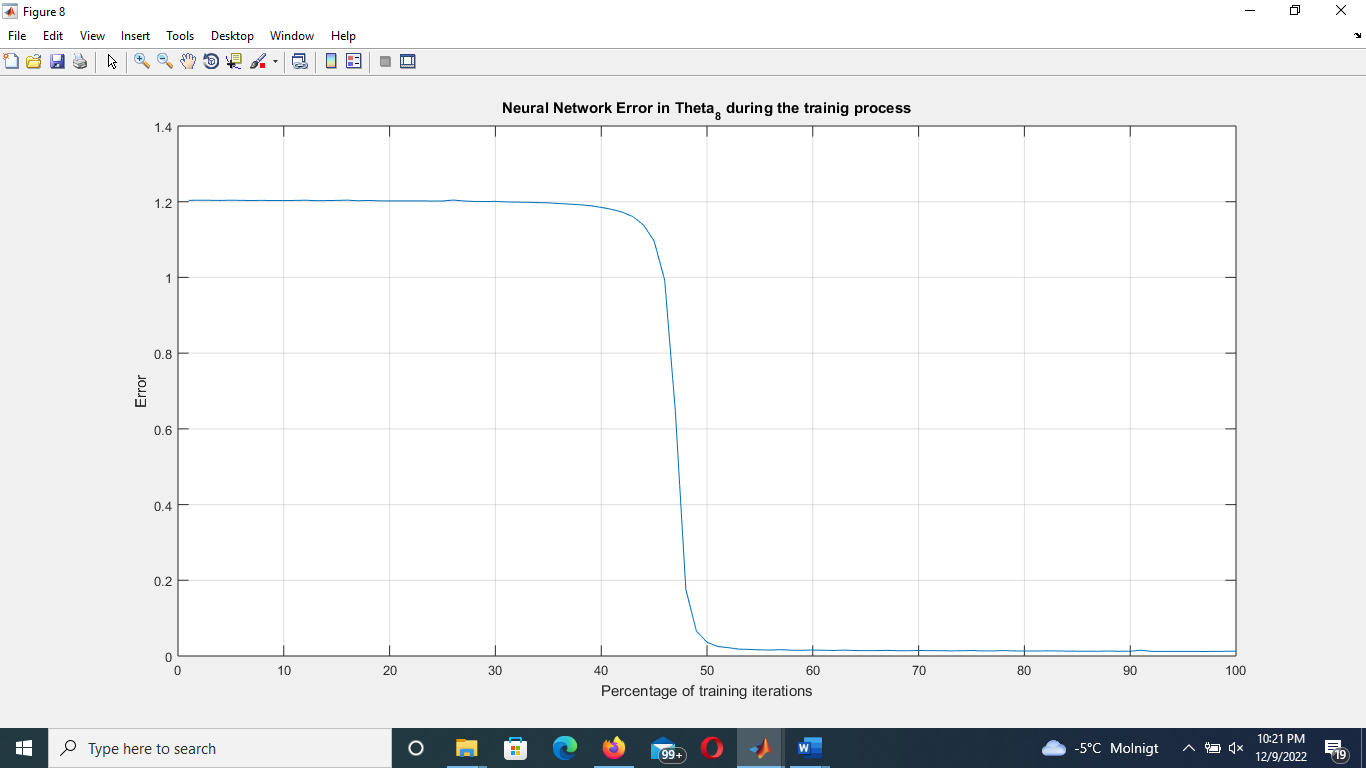 Figure 8
File Edit View Insert Tools Desktop Window Help
Neural Network Error in Theta8 during the trainig process
1.4
1.2
1
0.8
0.6
0.4
0.2
0
Error
0 10 20 30 40 50 60 70 80 90 100
Percentage of training iterations
Type here to search
99+
W
-5°C Molnigt
10:21 PM
12/9/2022
19